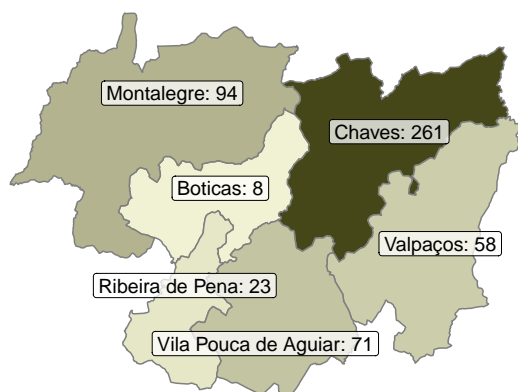 Montalegre: 94
Chaves: 261
Boticas: 8
Valpaços: 58
Ribeira de Pena: 23
Vila Pouca de Aguiar: 71